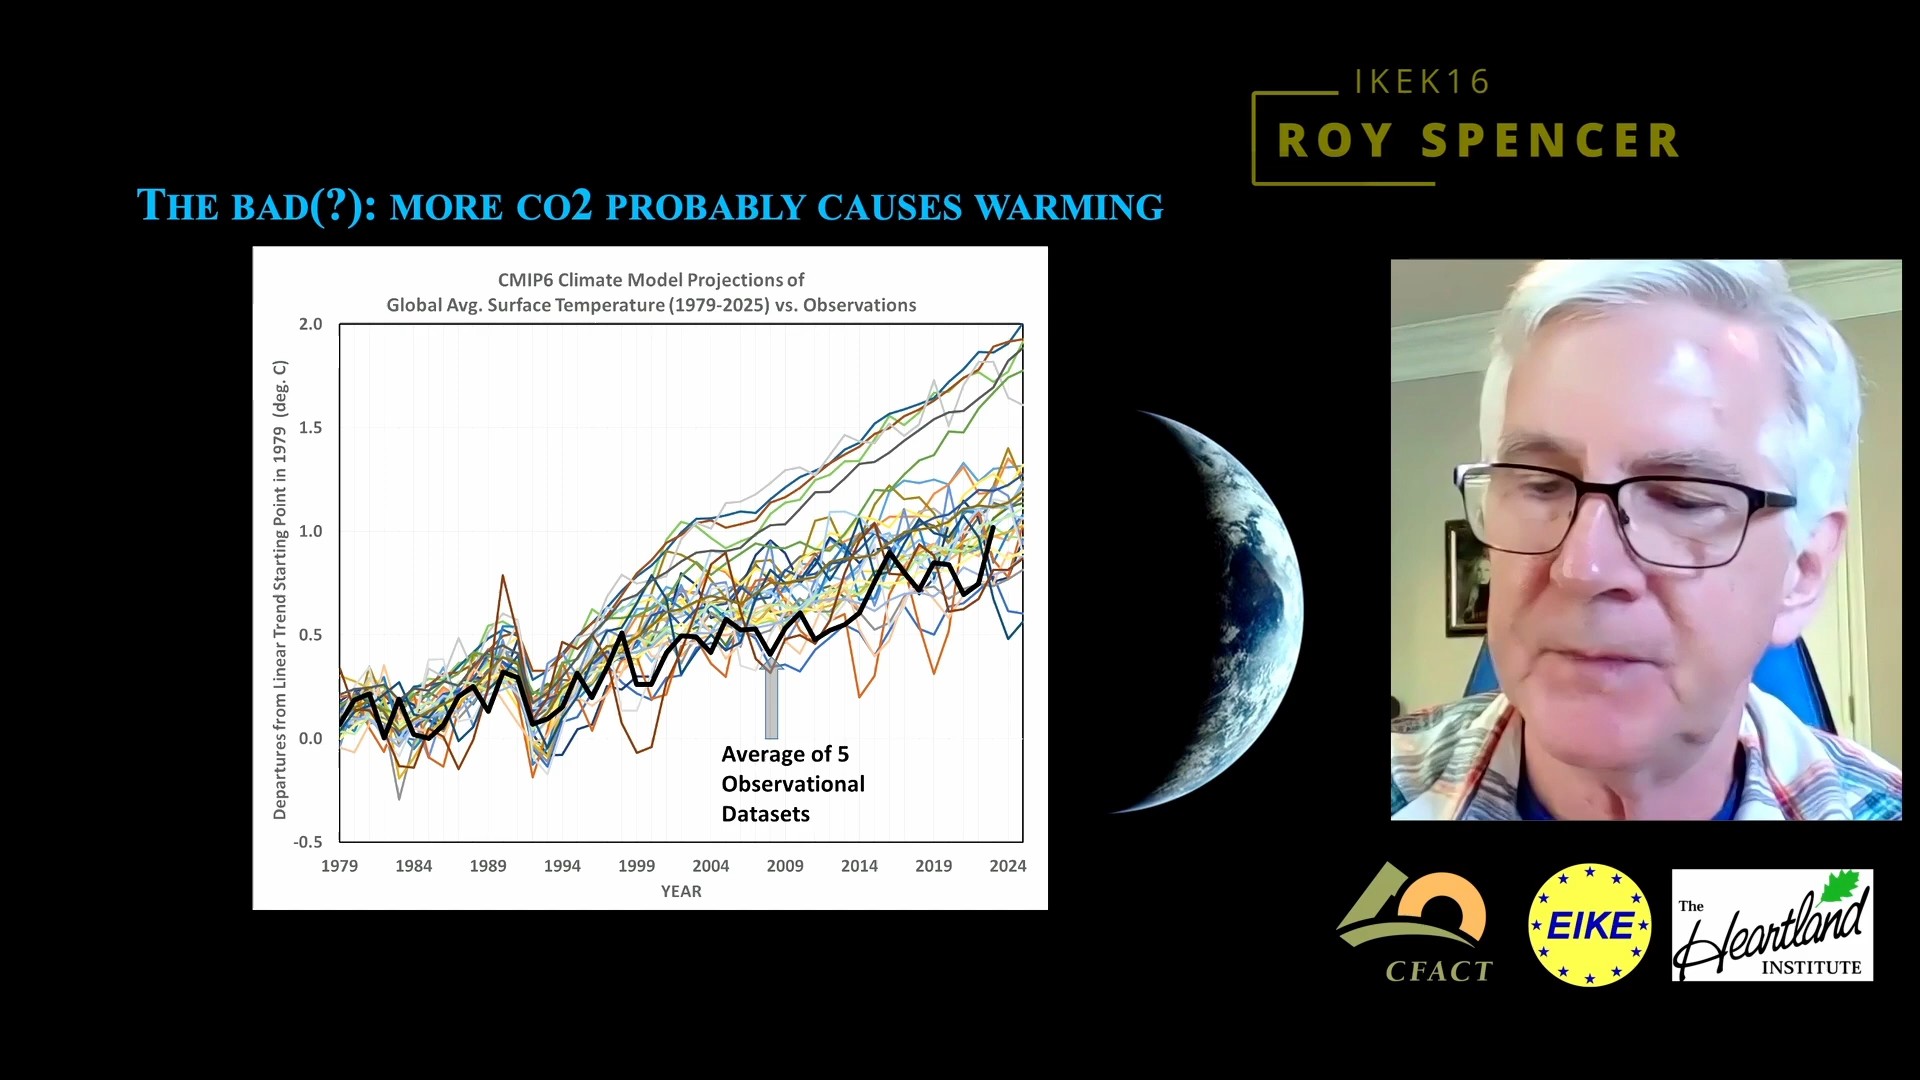 IKEK16
ROY SPENCER
THE BAD(?): MORE CO2 PROBABLY CAUSES WARMING
CMIP6 Climate Model Projections of
Global Avg. Surface Temperature (1979-2025) vs. Observations
Departures from Linear Trend Starting Point in 1979 (deg. C)
2.0
1.5
1.0
0.5
0.0
-0.5
Average of 5
Observational
Datasets
1979 1984 1989 1994 1999 2004 2009 2014 2019 2024
YEAR
CFACT
EIKE
The
Heartland
INSTITUTE